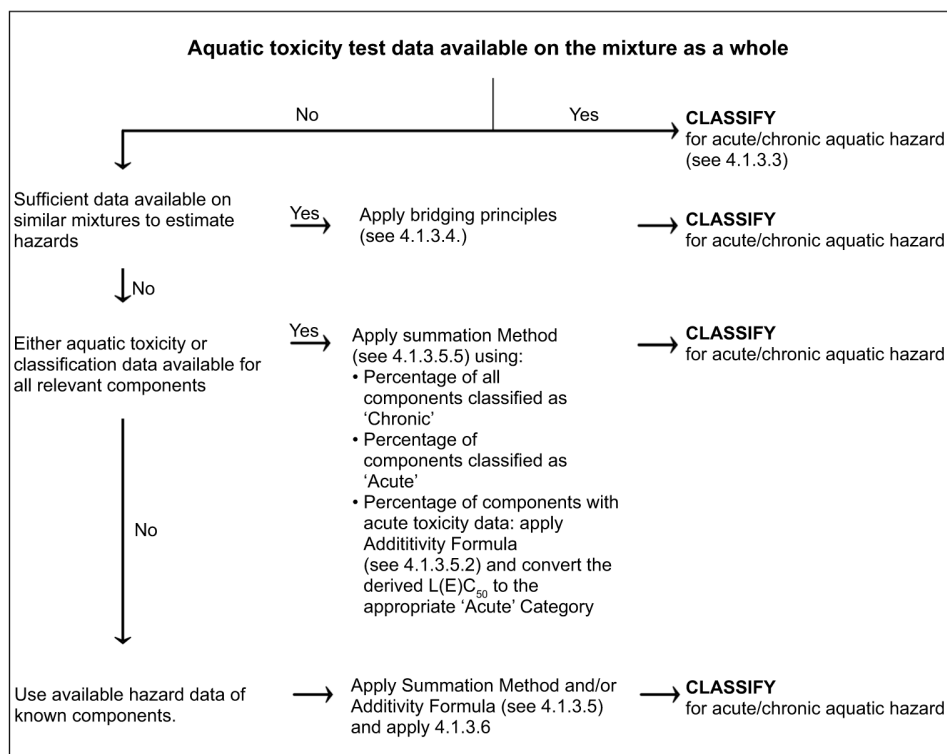 Aquatic toxicity test data available on the mixture as a whole
No
Yes
CLASSIFY
for acute/chronic aquatic hazard
(see 4.1.3.3)
Sufficient data available on
similar mixtures to estimate
hazards
Yes
Apply bridging principles
(see 4.1.3.4.)
CLASSIFY
for acute/chronic aquatic hazard
No
Either aquatic toxicity or
classification data available for
all relevant components
Yes
Apply summation Method
(see 4.1.3.5.5) using:
• Percentage of all
components classified as
‘Chronic’
• Percentage of
components classified as
‘Acute’
• Percentage of components with
acute toxicity data: apply
Addititivity Formula
(see 4.1.3.5.2) and convert the
derived L(E)C50 to the
appropriate ‘Acute’ Category
CLASSIFY
for acute/chronic aquatic hazard
No
Use available hazard data of
known components.
Apply Summation Method and/or
Additivity Formula (see 4.1.3.5)
and apply 4.1.3.6
CLASSIFY
for acute/chronic aquatic hazard